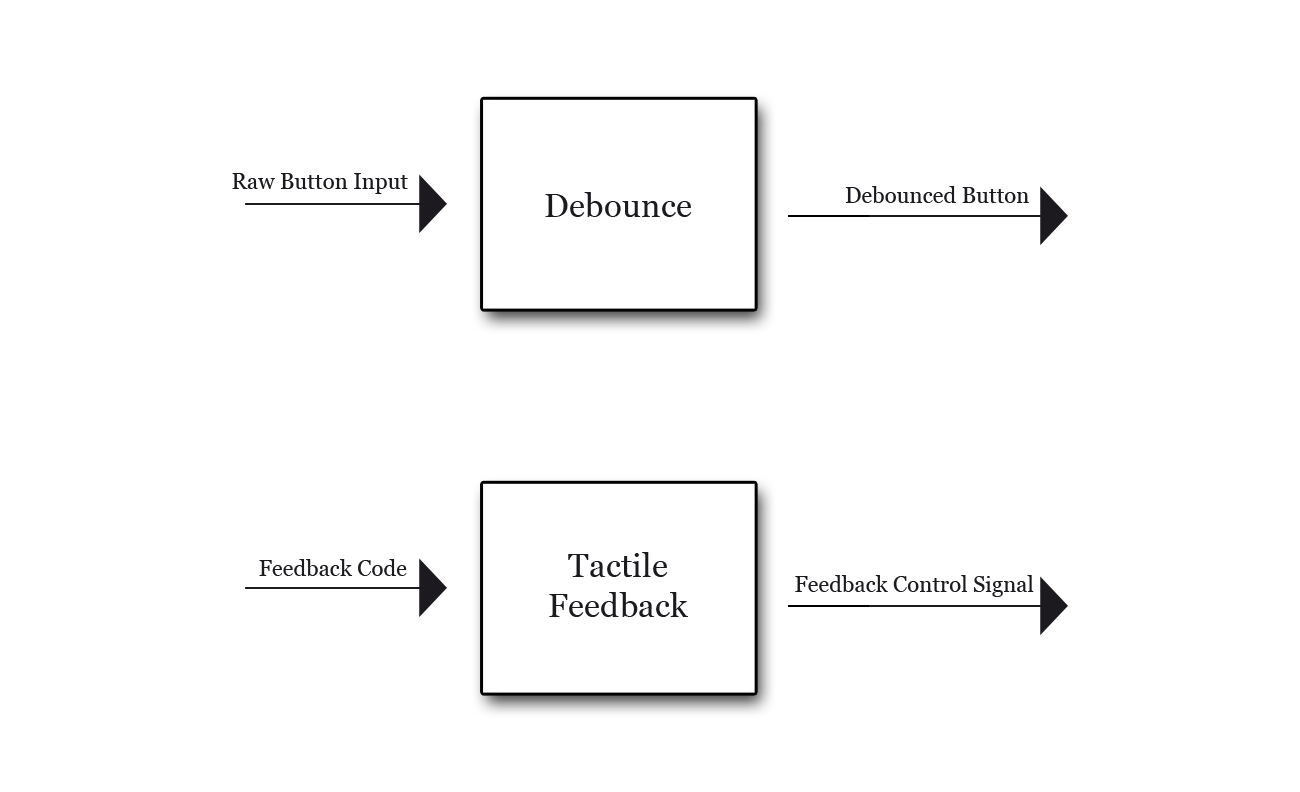 Raw Button Input
Debounce
Debounced Button
Feedback Code
Tactile
Feedback
Feedback Control Signal